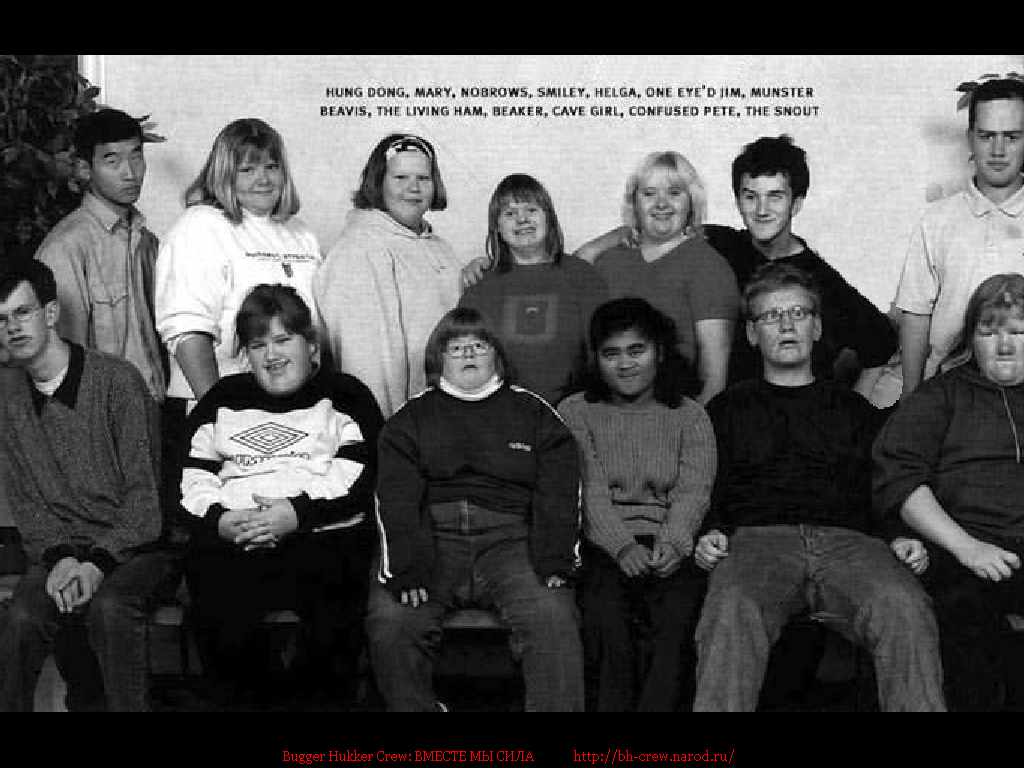 HUNG DONG, MARY, NOBROWS, SMILEY, HELGA, ONE EYE'D JIM, MUNSTER
BEAVIS, THE LIVING HAM, BEAKER, CAVE GIRL, CONFUSED PETE, THE SNOUT
Bugger Hukker Crew: ВМЕСТЕ МЫ СИЛА http://bh-crew.narod.ru/